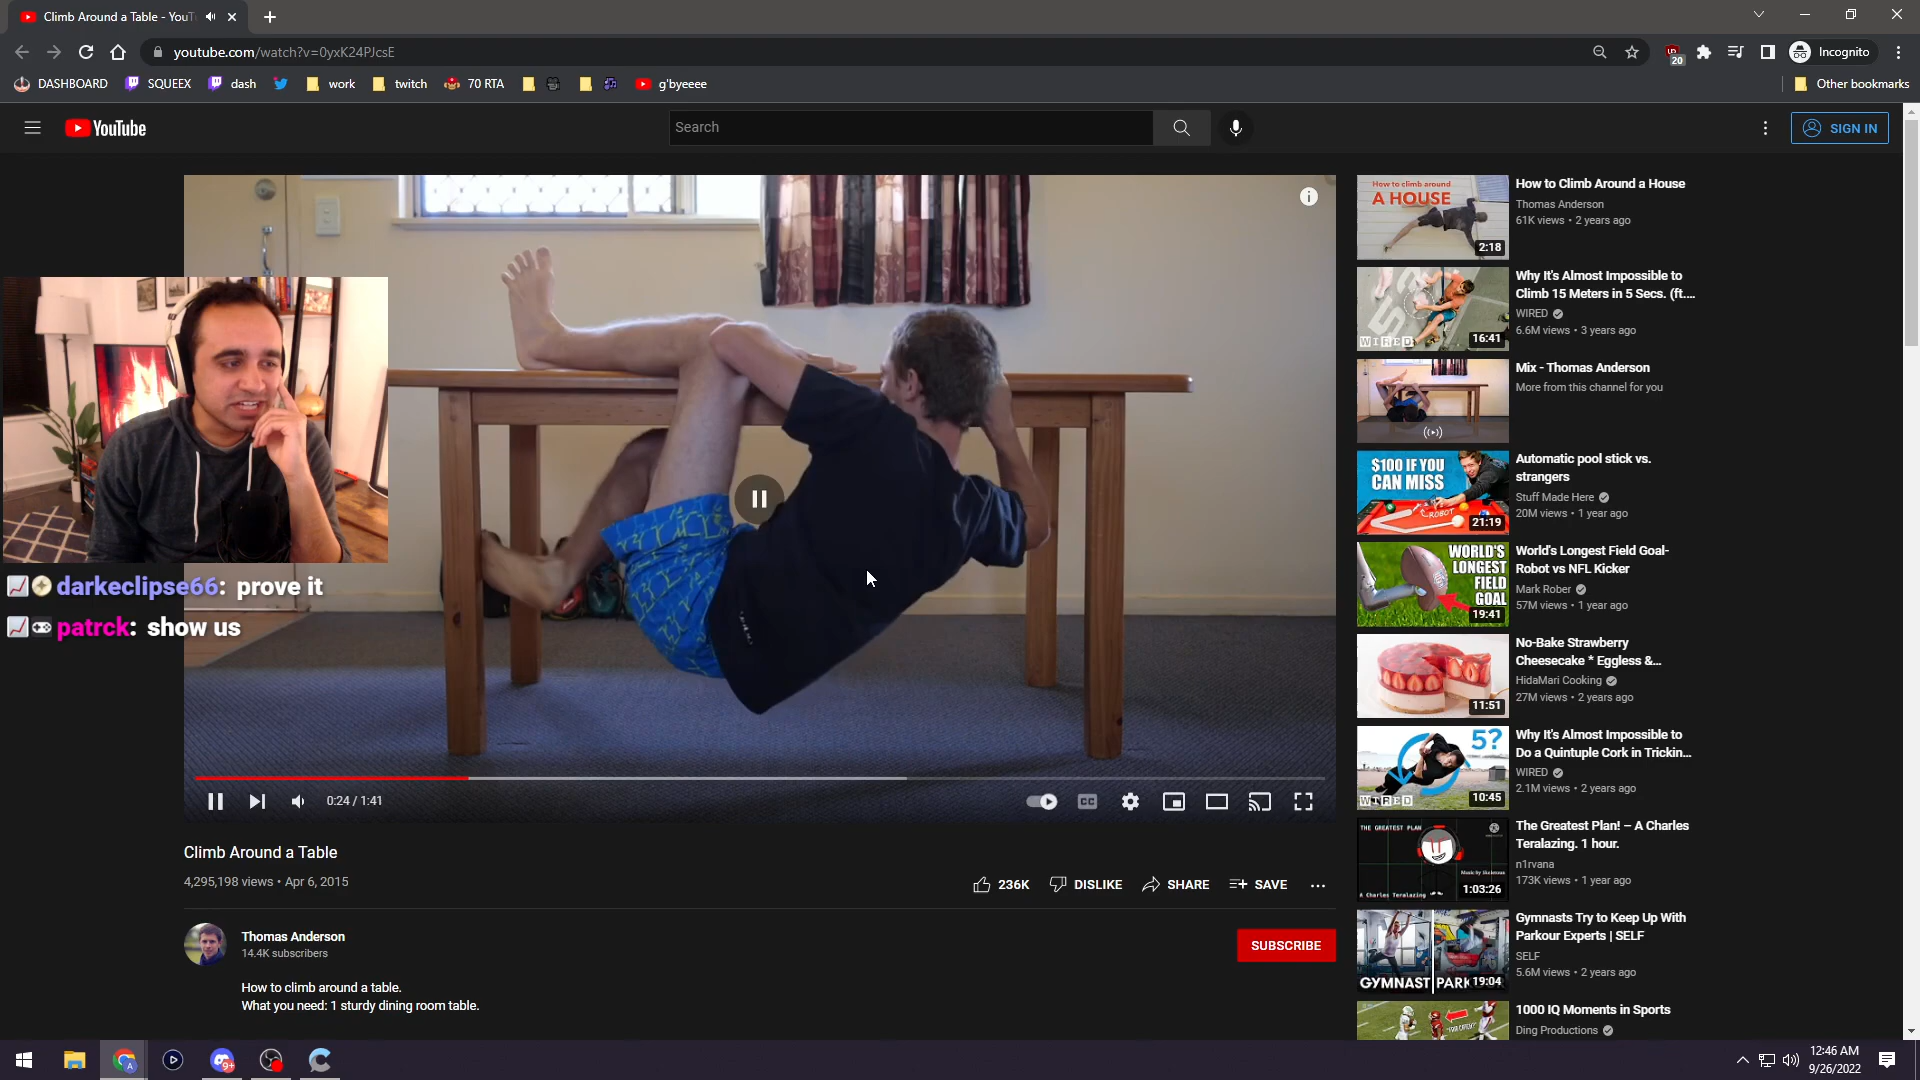 Climb Around a Table - YouT
youtube.com/watch?v=0yxK24PJcsE
20
Incognito
DASHBOARD
SQUEEX
dash
work
twitch
70 RTA
g'byeeee
Other bookmarks
YouTube
Search
SIGN IN
darkeclipse66: prove it
patrck: show us
0:24 / 1:41
CC
Climb Around a Table
4,295,198 views • Apr 6, 2015
236K
DISLIKE
SHARE
SAVE
Thomas Anderson
14.4K subscribers
SUBSCRIBE
How to climb around a table.
What you need: 1 sturdy dining room table.
How to climb around
A HOUSE
2:18
How to Climb Around a House
Thomas Anderson
61K views • 2 years ago
WIRED
16:41
Why It's Almost Impossible to
Climb 15 Meters in 5 Secs. (ft....
WIRED
6.6M views • 3 years ago
Mix - Thomas Anderson
More from this channel for you
$100 IF YOU
CAN MISS
ROBOT
21:19
Automatic pool stick vs.
strangers
Stuff Made Here
20M views • 1 year ago
WORLD'S
LONGEST
FIELD
GOAL
19:41
World's Longest Field Goal-
Robot vs NFL Kicker
Mark Rober
57M views • 1 year ago
11:51
No-Bake Strawberry
Cheesecake * Eggless &...
HidaMari Cooking
27M views • 2 years ago
5?
WIRED
10:45
Why It's Almost Impossible to
Do a Quintuple Cork in Trickin...
WIRED
2.1M views • 2 years ago
THE GREATEST PLAN
A Charles Teralazing
1:03:26
The Greatest Plan! – A Charles
Teralazing. 1 hour.
n1rvana
173K views • 1 year ago
GYMNAST
PARK
19:04
Gymnasts Try to Keep Up With
Parkour Experts | SELF
SELF
5.6M views • 2 years ago
1000 IQ Moments in Sports
Ding Productions
9+
12:46 AM
9/26/2022